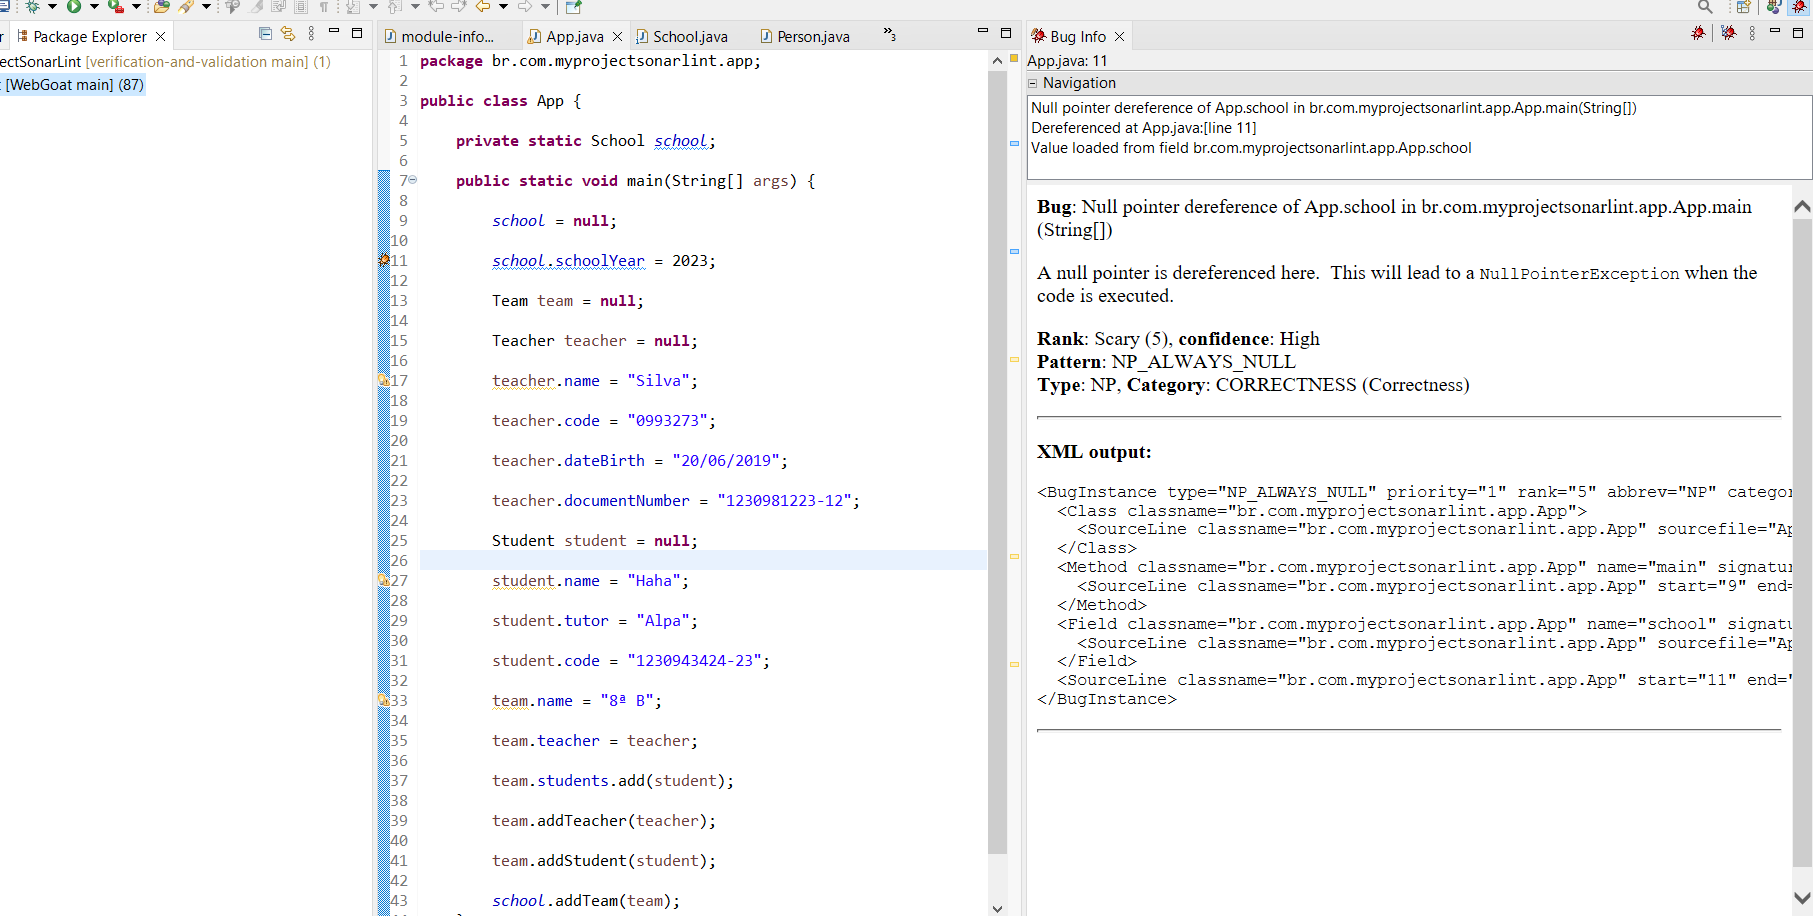 Package Explorer
ectSonarLint [verification-and-validation main] (1)
[WebGoat main] (87)
module-info...
App.java
School.java
Person.java
»3
1 package br.com.myprojectsonarlint.app;
2
3 public class App {
4
5 private static School school;
6
7 public static void main(String[] args) {
8
9 school = null;
10
11 school.schoolYear = 2023;
12
13 Team team = null;
14
15 Teacher teacher = null;
16
17 teacher.name = "Silva";
18
19 teacher.code = "0993273";
20
21 teacher.dateBirth = "20/06/2019";
22
23 teacher.documentNumber = "1230981223-12";
24
25 Student student = null;
26
27 student.name = "Haha";
28
29 student.tutor = "Alpa";
30
31 student.code = "1230943424-23";
32
33 team.name = "8ª B";
34
35 team.teacher = teacher;
36
37 team.students.add(student);
38
39 team.addTeacher(teacher);
40
41 team.addStudent(student);
42
43 school.addTeam(team);
Bug Info
App.java: 11
Navigation
Null pointer dereference of App.school in br.com.myprojectsonarlint.app.App.main(String[])
Dereferenced at App.java:[line 11]
Value loaded from field br.com.myprojectsonarlint.app.App.school
Bug: Null pointer dereference of App.school in br.com.myprojectsonarlint.app.App.main
(String[])
A null pointer is dereferenced here. This will lead to a NullPointerException when the
code is executed.
Rank: Scary (5), confidence: High
Pattern: NP_ALWAYS_NULL
Type: NP, Category: CORRECTNESS (Correctness)
XML output:
<BugInstance type="NP_ALWAYS_NULL" priority="1" rank="5" abbrev="NP" categor
<Class classname="br.com.myprojectsonarlint.app.App">
<SourceLine classname="br.com.myprojectsonarlint.app.App" sourcefile="Ap
</Class>
<Method classname="br.com.myprojectsonarlint.app.App" name="main" signatur
<SourceLine classname="br.com.myprojectsonarlint.app.App" start="9" end=
</Method>
<Field classname="br.com.myprojectsonarlint.app.App" name="school" signatu
<SourceLine classname="br.com.myprojectsonarlint.app.App" sourcefile="Ap
</Field>
<SourceLine classname="br.com.myprojectsonarlint.app.App" start="11" end="
</BugInstance>